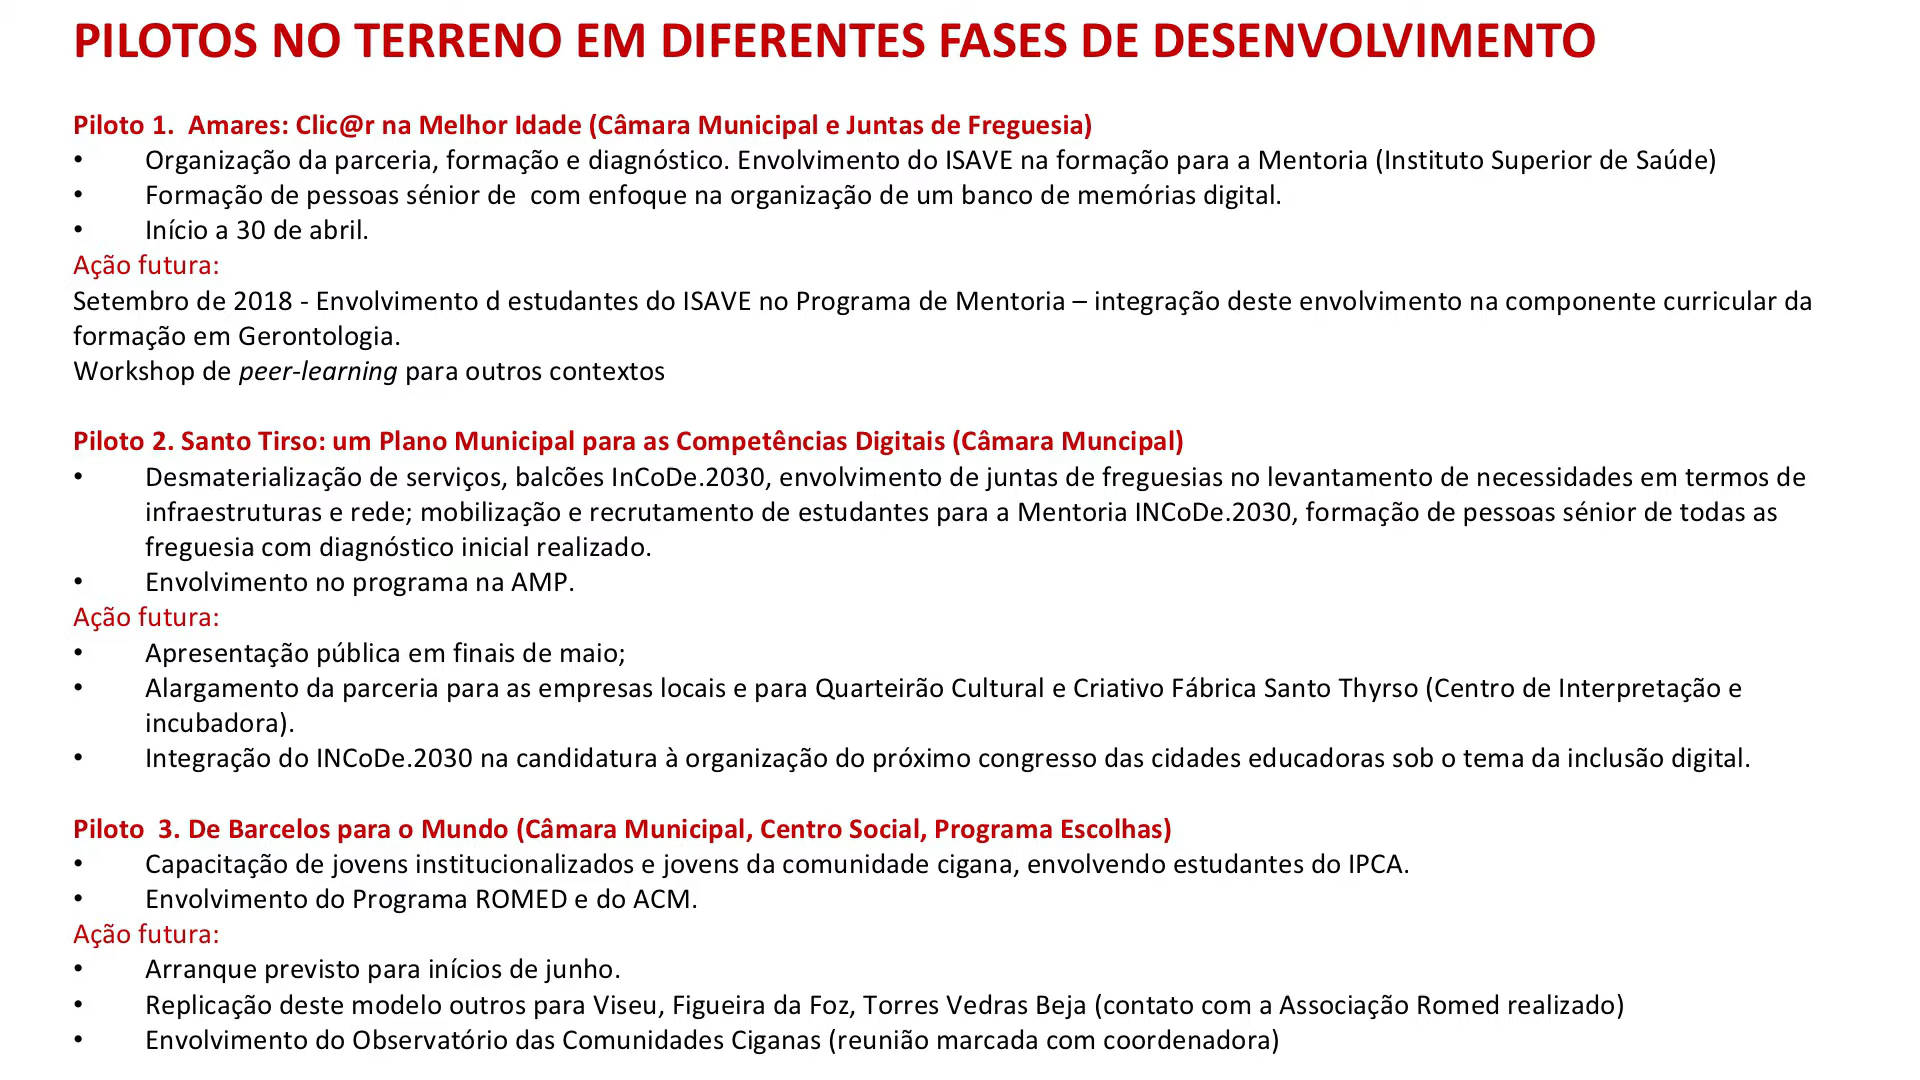 PILOTOS NO TERRENO EM DIFERENTES FASES DE DESENVOLVIMENTO
Piloto 1.  Amares: Clic@r na Melhor Idade (Câmara Municipal e Juntas de Freguesia)
• Organização da parceria, formação e diagnóstico. Envolvimento do ISAVE na formação para a Mentoria (Instituto Superior de Saúde)
• Formação de pessoas sénior de  com enfoque na organização de um banco de memórias digital.
• Início a 30 de abril.
Ação futura:
Setembro de 2018 - Envolvimento d estudantes do ISAVE no Programa de Mentoria – integração deste envolvimento na componente curricular da
formação em Gerontologia.
Workshop de peer-learning para outros contextos
Piloto 2. Santo Tirso: um Plano Municipal para as Competências Digitais (Câmara Muncipal)
• Desmaterialização de serviços, balcões InCoDe.2030, envolvimento de juntas de freguesias no levantamento de necessidades em termos de
infraestruturas e rede; mobilização e recrutamento de estudantes para a Mentoria INCoDe.2030, formação de pessoas sénior de todas as
freguesia com diagnóstico inicial realizado.
• Envolvimento no programa na AMP.
Ação futura:
• Apresentação pública em finais de maio;
• Alargamento da parceria para as empresas locais e para Quarteirão Cultural e Criativo Fábrica Santo Thyrso (Centro de Interpretação e
incubadora).
• Integração do INCoDe.2030 na candidatura à organização do próximo congresso das cidades educadoras sob o tema da inclusão digital.
Piloto  3. De Barcelos para o Mundo (Câmara Municipal, Centro Social, Programa Escolhas)
• Capacitação de jovens institucionalizados e jovens da comunidade cigana, envolvendo estudantes do IPCA.
• Envolvimento do Programa ROMED e do ACM.
Ação futura:
• Arranque previsto para inícios de junho.
• Replicação deste modelo outros para Viseu, Figueira da Foz, Torres Vedras Beja (contato com a Associação Romed realizado)
• Envolvimento do Observatório das Comunidades Ciganas (reunião marcada com coordenadora)